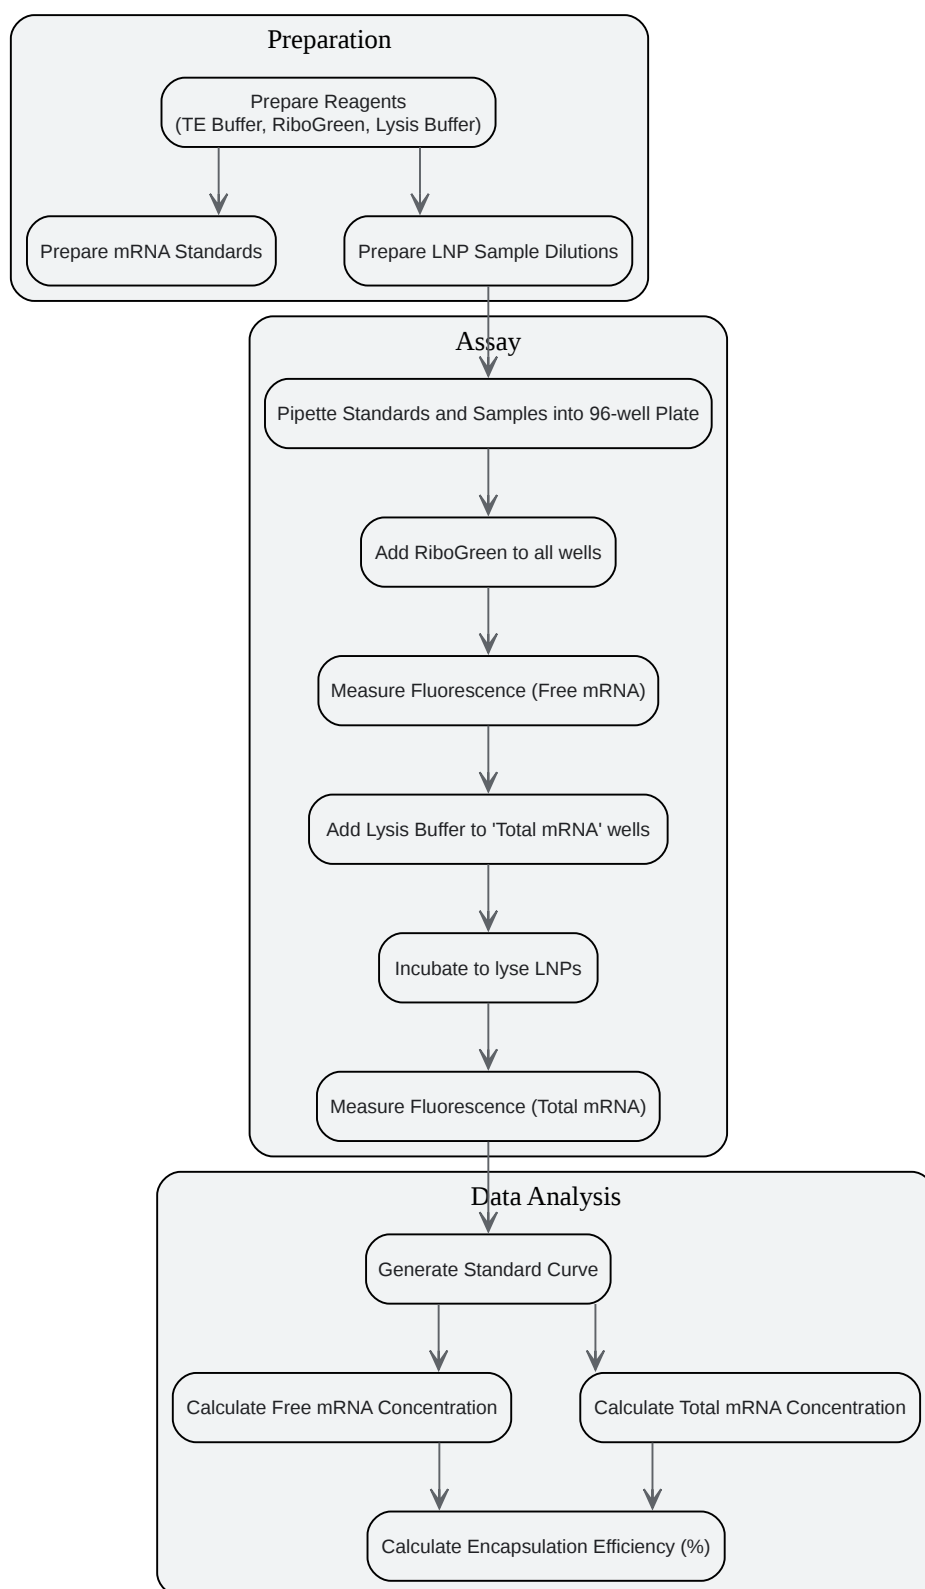 Preparation
Prepare Reagents
(TE Buffer, RiboGreen, Lysis Buffer)
Prepare mRNA Standards
Prepare LNP Sample Dilutions
Assay
Pipette Standards and Samples into 96-well Plate
Add RiboGreen to all wells
Measure Fluorescence (Free mRNA)
Add Lysis Buffer to 'Total mRNA' wells
Incubate to lyse LNPs
Measure Fluorescence (Total mRNA)
Data Analysis
Generate Standard Curve
Calculate Free mRNA Concentration
Calculate Total mRNA Concentration
Calculate Encapsulation Efficiency (%)